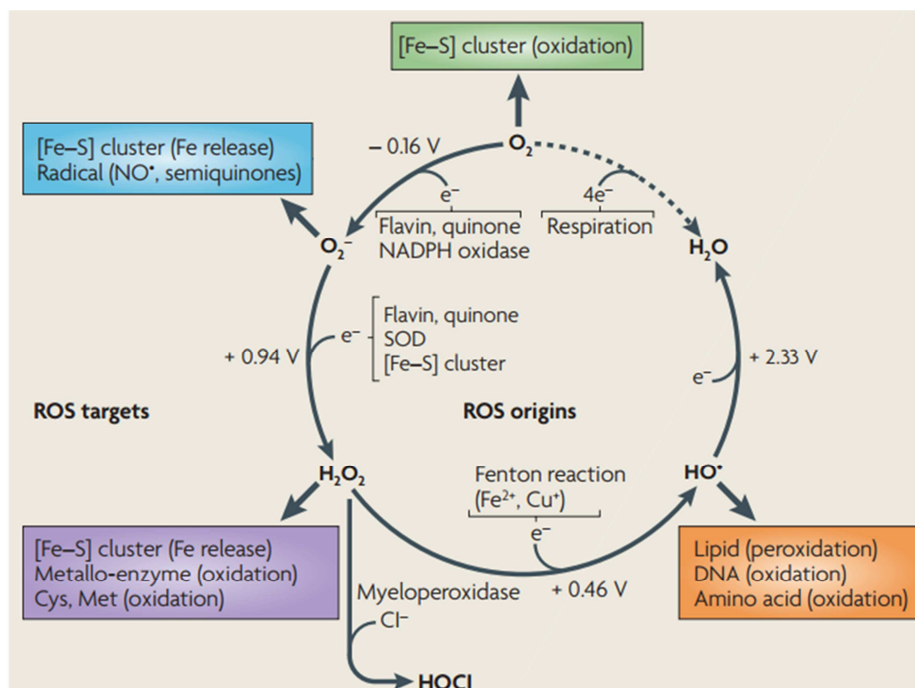 [Fe–S] cluster (oxidation)
O₂
– 0.16 V
[Fe–S] cluster (Fe release)
Radical (NO•, semiquinones)
e⁻
4e⁻
Flavin, quinone
NADPH oxidase
Respiration
O₂⁻
H₂O
Flavin, quinone
e⁻
SOD
[Fe–S] cluster
+ 0.94 V
+ 2.33 V
e⁻
ROS targets
ROS origins
H₂O₂
Fenton reaction
(Fe²⁺, Cu⁺)
HO•
e⁻
[Fe–S] cluster (Fe release)
Metallo-enzyme (oxidation)
Cys, Met (oxidation)
Myeloperoxidase
+ 0.46 V
Cl⁻
Lipid (peroxidation)
DNA (oxidation)
Amino acid (oxidation)
HOCl